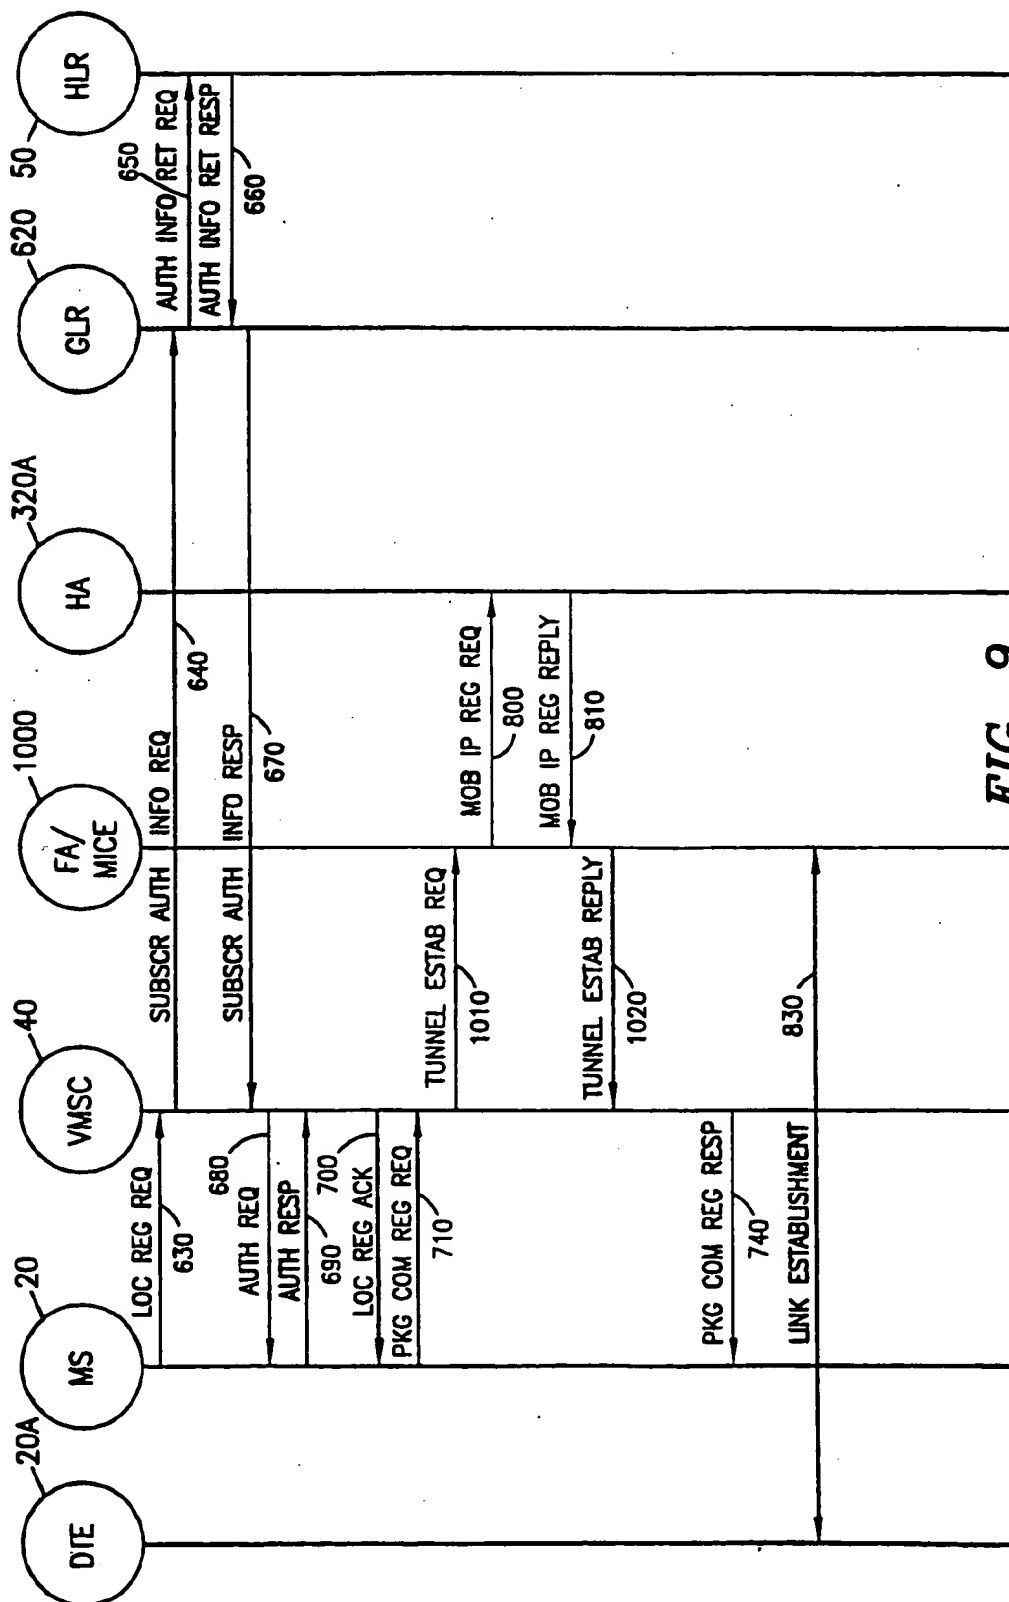 DTE
20A
MS
20
VMSC
40
FA/
MICE
1000
HA
320A
GLR
620
HLR
50
LOC REG REQ
630
SUBSCR AUTH INFO REQ
640
AUTH INFO RET REQ
650
AUTH INFO RET RESP
660
SUBSCR AUTH INFO RESP
670
680
AUTH REQ
AUTH RESP
690
700
LOC REG ACK
PKG COM REG REQ
710
TUNNEL ESTAB REQ
1010
MOB IP REG REQ
800
MOB IP REG REPLY
810
TUNNEL ESTAB REPLY
1020
PKG COM REG RESP
740
LINK ESTABLISHMENT
830
FIG. 9